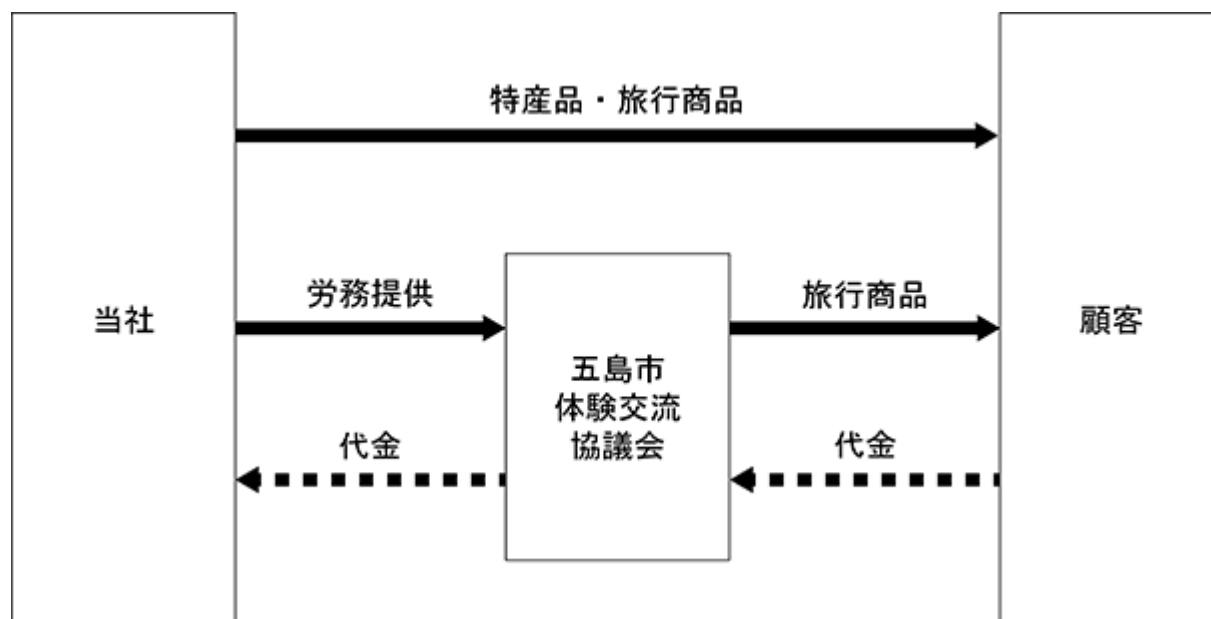 特産品・旅行商品
労務提供
旅行商品
当社
五島市
体験交流
協議会
顧客
代金
代金